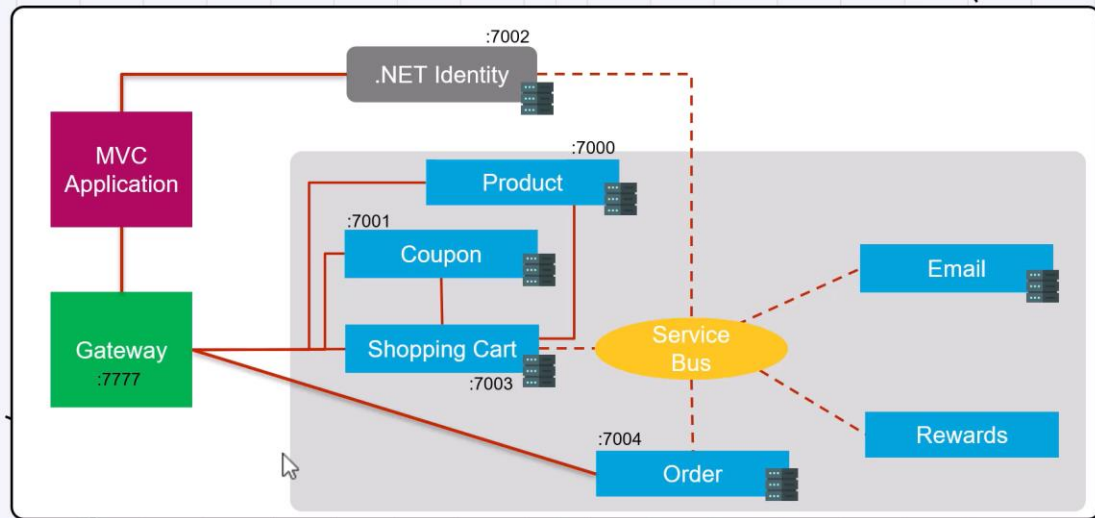 :7002
.NET Identity
MVC
Application
:7000
Product
:7001
Coupon
Email
Gateway
:7777
Shopping Cart
:7003
Service
Bus
Rewards
:7004
Order